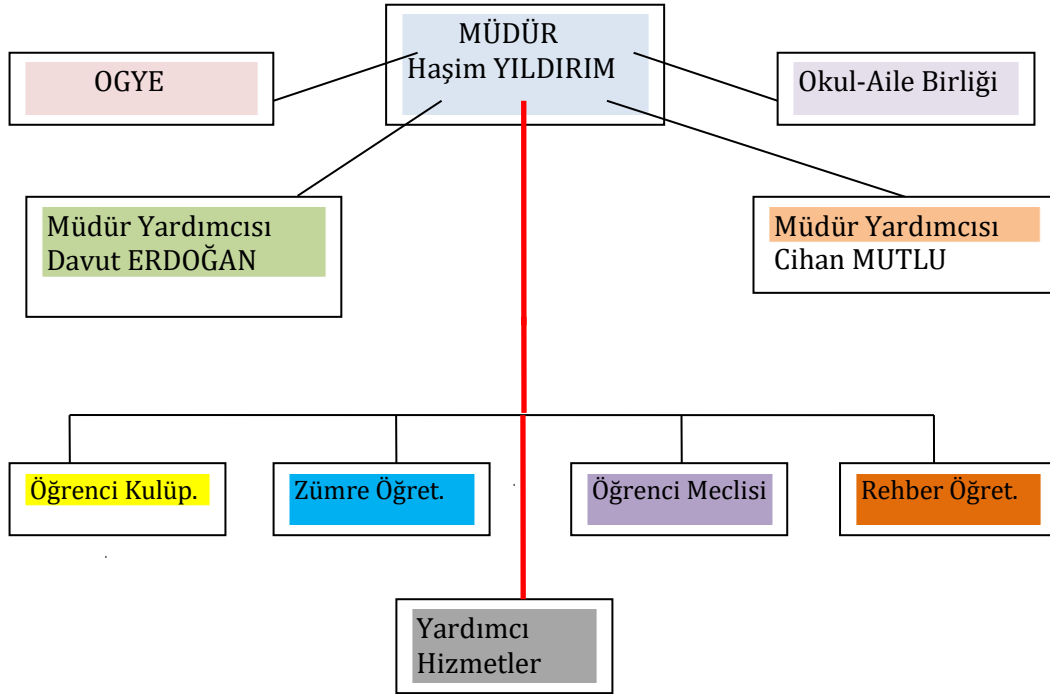 MÜDÜR
Haşim YILDIRIM
OGYE
Okul-Aile Birliği
Müdür Yardımcısı
Davut ERDOĞAN
Müdür Yardımcısı
Cihan MUTLU
Öğrenci Kulüp.
Zümre Öğret.
Öğrenci Meclisi
Rehber Öğret.
Yardımcı
Hizmetler